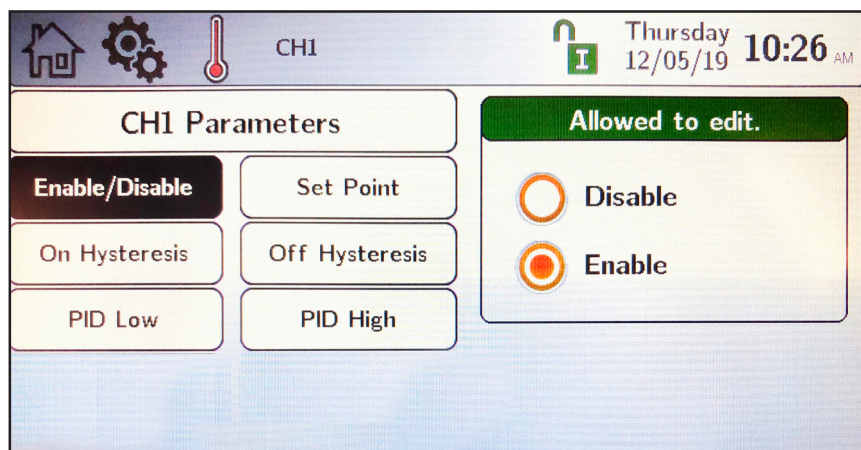 CH1
I
Thursday
12/05/19
10:26 AM
CH1 Parameters
Enable/Disable
Set Point
On Hysteresis
Off Hysteresis
PID Low
PID High
Allowed to edit.
Disable
Enable